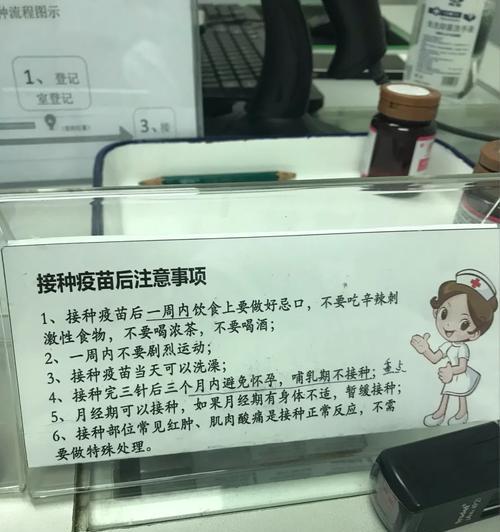 种流程图示
1、登记
室登记
3、接
接种疫苗后注意事项
1、接种疫苗后一周内饮食上要做好忌口，不要吃辛辣刺
激性食物，不要喝浓茶，不要喝酒；
2、一周内不要剧烈运动；
3、接种疫苗当天可以洗澡；
4、接种完三针后三个月内避免怀孕，哺乳期不接种；重点
5、月经期可以接种，如果月经期有身体不适，暂缓接种；
6、接种部位常见红肿、肌肉酸痛是接种正常反应，不需
要做特殊处理。